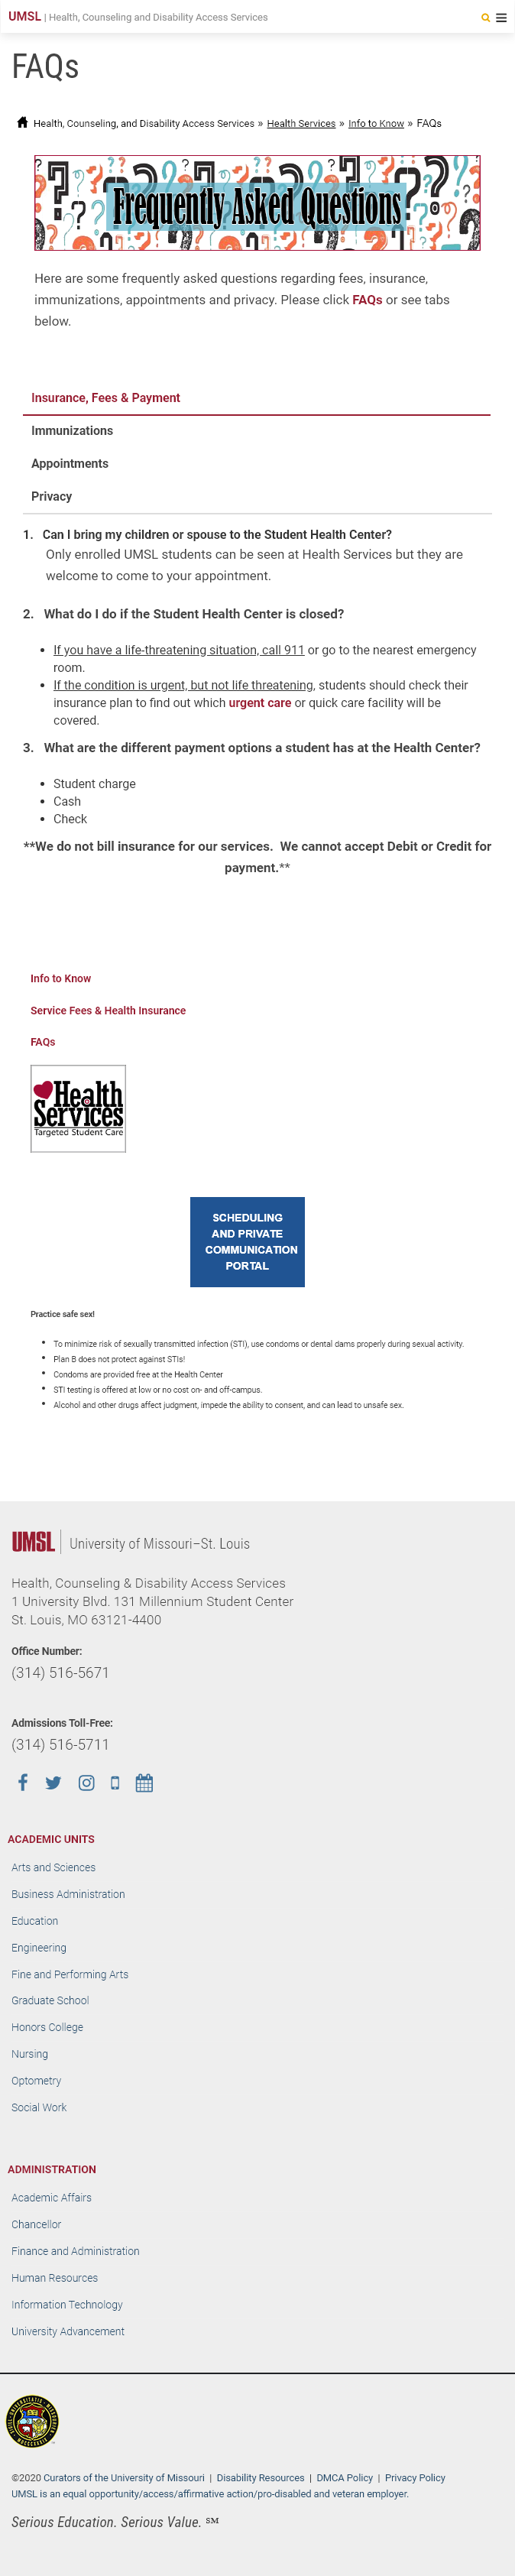 UMSL | Health, Counseling and Disability Access Services
FAQs
Health, Counseling, and Disability Access Services » Health Services » Info to Know » FAQs
Frequently Asked Questions
Here are some frequently asked questions regarding fees, insurance,
immunizations, appointments and privacy. Please click FAQs or see tabs
below.
Insurance, Fees & Payment
Immunizations
Appointments
Privacy
1. Can I bring my children or spouse to the Student Health Center?
Only enrolled UMSL students can be seen at Health Services but they are
welcome to come to your appointment.
2. What do I do if the Student Health Center is closed?
• If you have a life-threatening situation, call 911 or go to the nearest emergency
room.
• If the condition is urgent, but not life threatening, students should check their
insurance plan to find out which urgent care or quick care facility will be
covered.
3. What are the different payment options a student has at the Health Center?
• Student charge
• Cash
• Check
**We do not bill insurance for our services. We cannot accept Debit or Credit for
payment.**
Info to Know
Service Fees & Health Insurance
FAQs
Health
Services
Targeted Student Care
SCHEDULING
AND PRIVATE
COMMUNICATION
PORTAL
Practice safe sex!
• To minimize risk of sexually transmitted infection (STI), use condoms or dental dams properly during sexual activity.
• Plan B does not protect against STIs!
• Condoms are provided free at the Health Center
• STI testing is offered at low or no cost on- and off-campus.
• Alcohol and other drugs affect judgment, impede the ability to consent, and can lead to unsafe sex.
UMSL | University of Missouri–St. Louis
Health, Counseling & Disability Access Services
1 University Blvd. 131 Millennium Student Center
St. Louis, MO 63121-4400
Office Number:
(314) 516-5671
Admissions Toll-Free:
(314) 516-5711
ACADEMIC UNITS
Arts and Sciences
Business Administration
Education
Engineering
Fine and Performing Arts
Graduate School
Honors College
Nursing
Optometry
Social Work
ADMINISTRATION
Academic Affairs
Chancellor
Finance and Administration
Human Resources
Information Technology
University Advancement
©2020 Curators of the University of Missouri | Disability Resources | DMCA Policy | Privacy Policy
UMSL is an equal opportunity/access/affirmative action/pro-disabled and veteran employer.
Serious Education. Serious Value. ℠